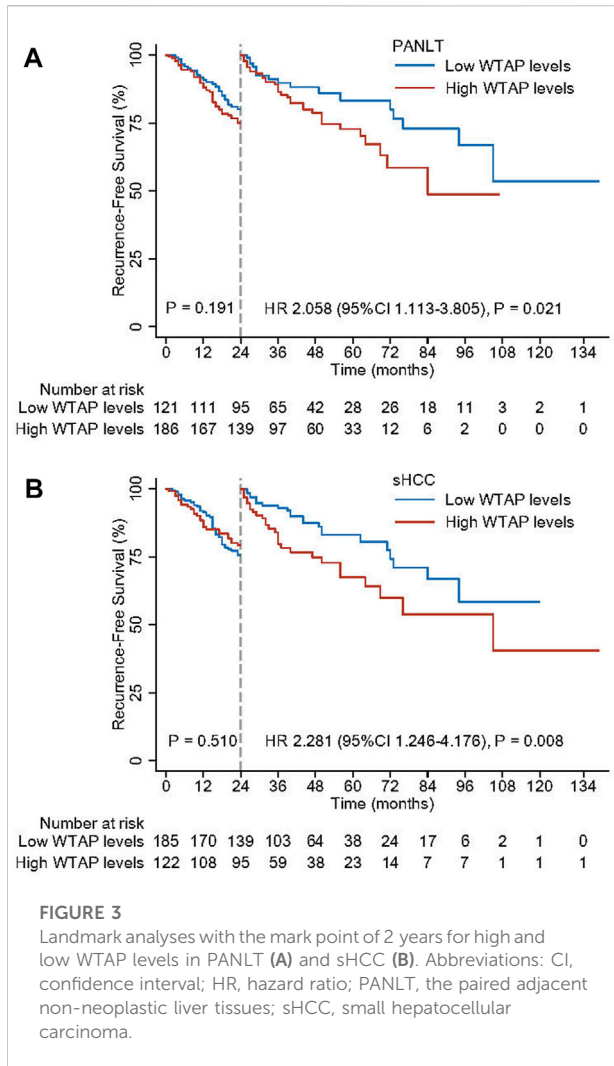 A
PANLT
Low WTAP levels
High WTAP levels
Recurrence-Free Survival (%)
100
75
50
25
0
P = 0.191
HR 2.058 (95%CI 1.113-3.805), P = 0.021
0 12 24 36 48 60 72 84 96 108 120 134
Time (months)
Number at risk
Low WTAP levels 121 111 95 65 42 28 26 18 11 3 2 1
High WTAP levels 186 167 139 97 60 33 12 6 2 0 0 0
B
sHCC
Low WTAP levels
High WTAP levels
Recurrence-Free Survival (%)
100
75
50
25
0
P = 0.510
HR 2.281 (95%CI 1.246-4.176), P = 0.008
0 12 24 36 48 60 72 84 96 108 120 134
Time (months)
Number at risk
Low WTAP levels 185 170 139 103 64 38 24 17 6 2 1 0
High WTAP levels 122 108 95 59 38 23 14 7 7 1 1 1
FIGURE 3
Landmark analyses with the mark point of 2 years for high and
low WTAP levels in PANLT (A) and sHCC (B). Abbreviations: CI,
confidence interval; HR, hazard ratio; PANLT, the paired adjacent
non-neoplastic liver tissues; sHCC, small hepatocellular
carcinoma.